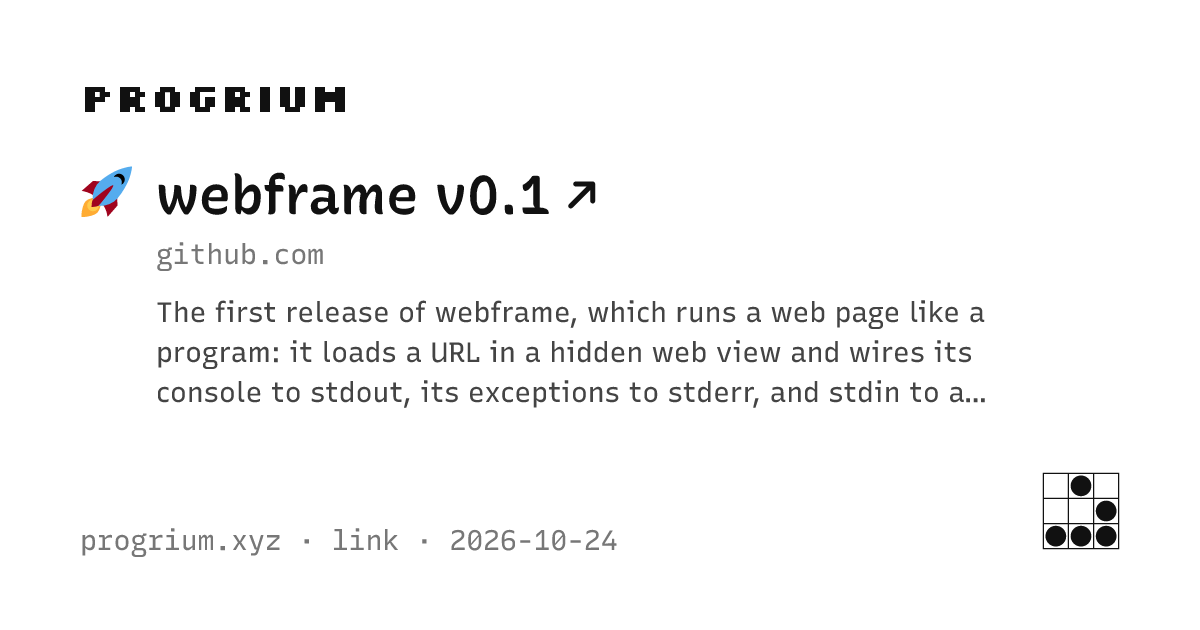 PROGRIUM
🚀 webframe v0.1 ↗
github.com
The first release of webframe, which runs a web page like a
program: it loads a URL in a hidden web view and wires its
console to stdout, its exceptions to stderr, and stdin to a...
progrium.xyz · link · 2026-10-24